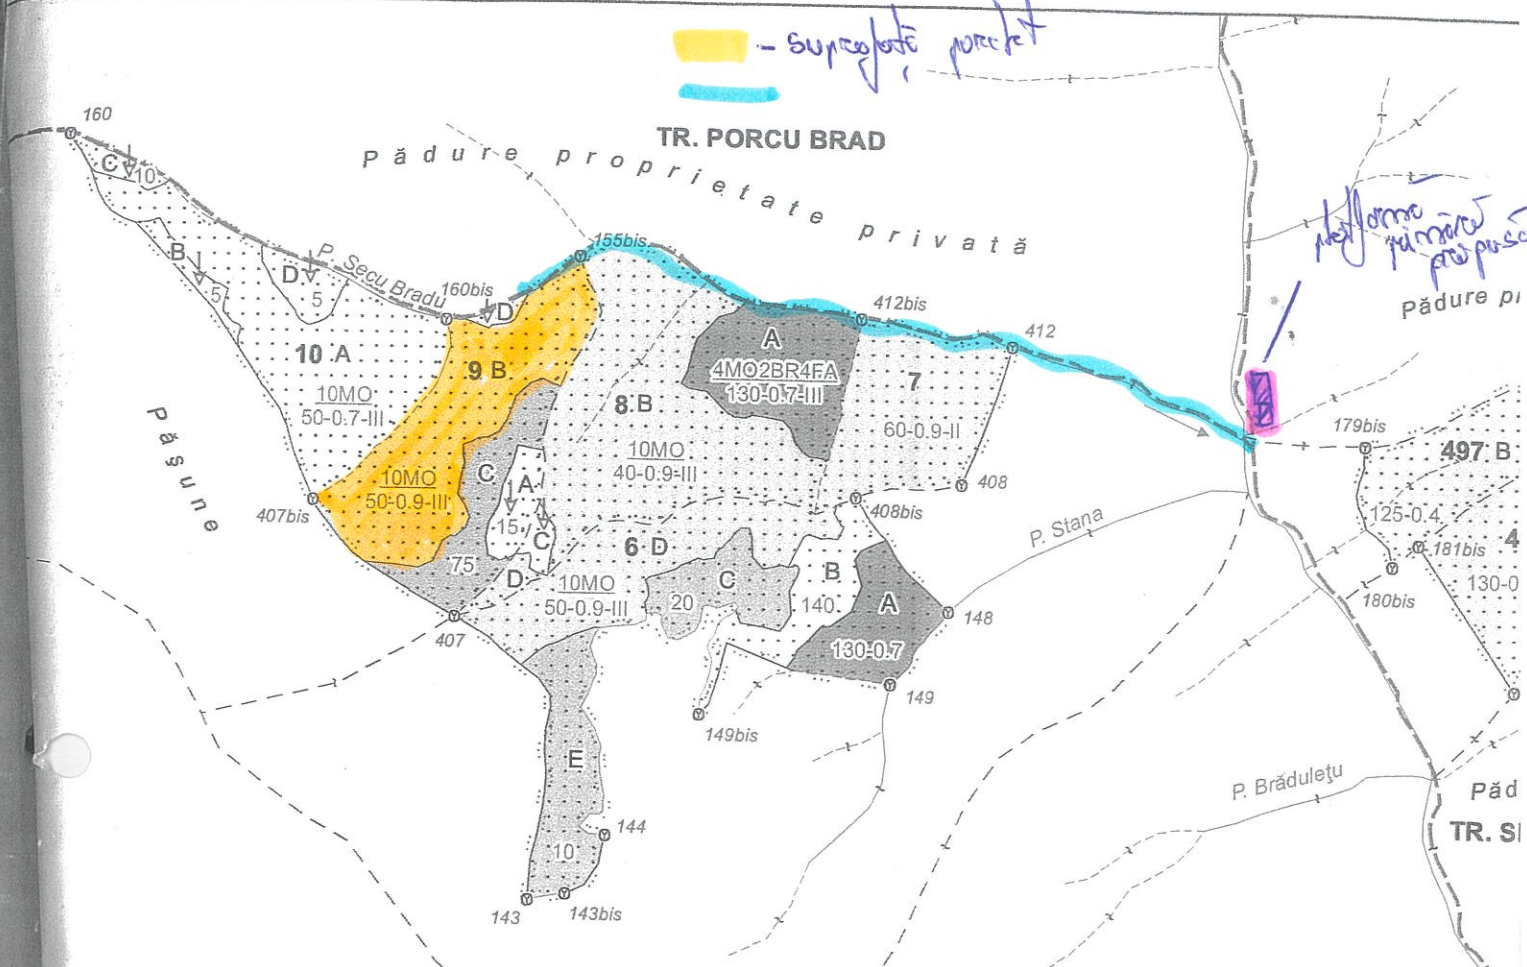 - suprafață parchet
TR. PORCU BRAD
Pădure proprietate privată
platformă
primară
propusă
Pădure pr
160
C
10
B
5
D
5
P. Secu Bradu
160bis
D
155bis
412bis
412
10 A
10MO
50-0.7-III
9 B
10MO
50-0.9-III
8 B
10MO
40-0.9-III
A
4MO2BR4FA
130-0.7-III
7
60-0.9-II
179bis
497 B
125-0.4
181bis
4
130-0
180bis
Pășune
407bis
C
75
A
15
C
D
408
408bis
P. Stana
6 D
10MO
50-0.9-III
C
20
B
140
A
130-0.7
148
149
149bis
407
E
10
144
143
143bis
P. Brăduleţu
Păd
TR. S